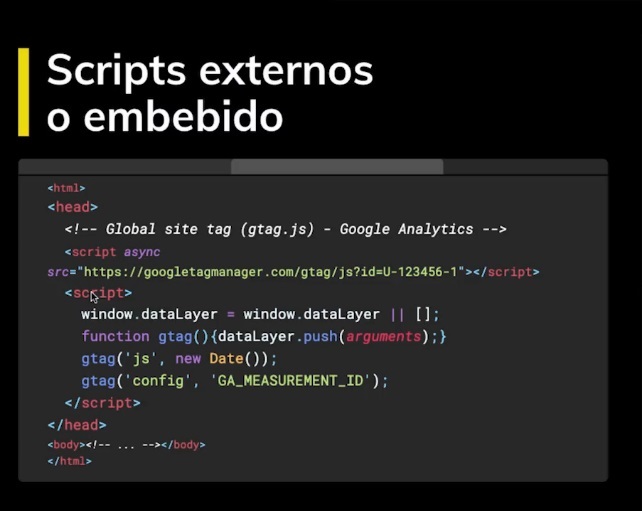 Scripts externos
o embebido
<html>
<head>
<!-- Global site tag (gtag.js) - Google Analytics -->
<script async
src="https://googletagmanager.com/gtag/js?id=U-123456-1"></script>
<script>
window.dataLayer = window.dataLayer || [];
function gtag(){dataLayer.push(arguments);}
gtag('js', new Date());
gtag('config', 'GA_MEASUREMENT_ID');
</script>
</head>
<body><!-- ... --></body>
</html>